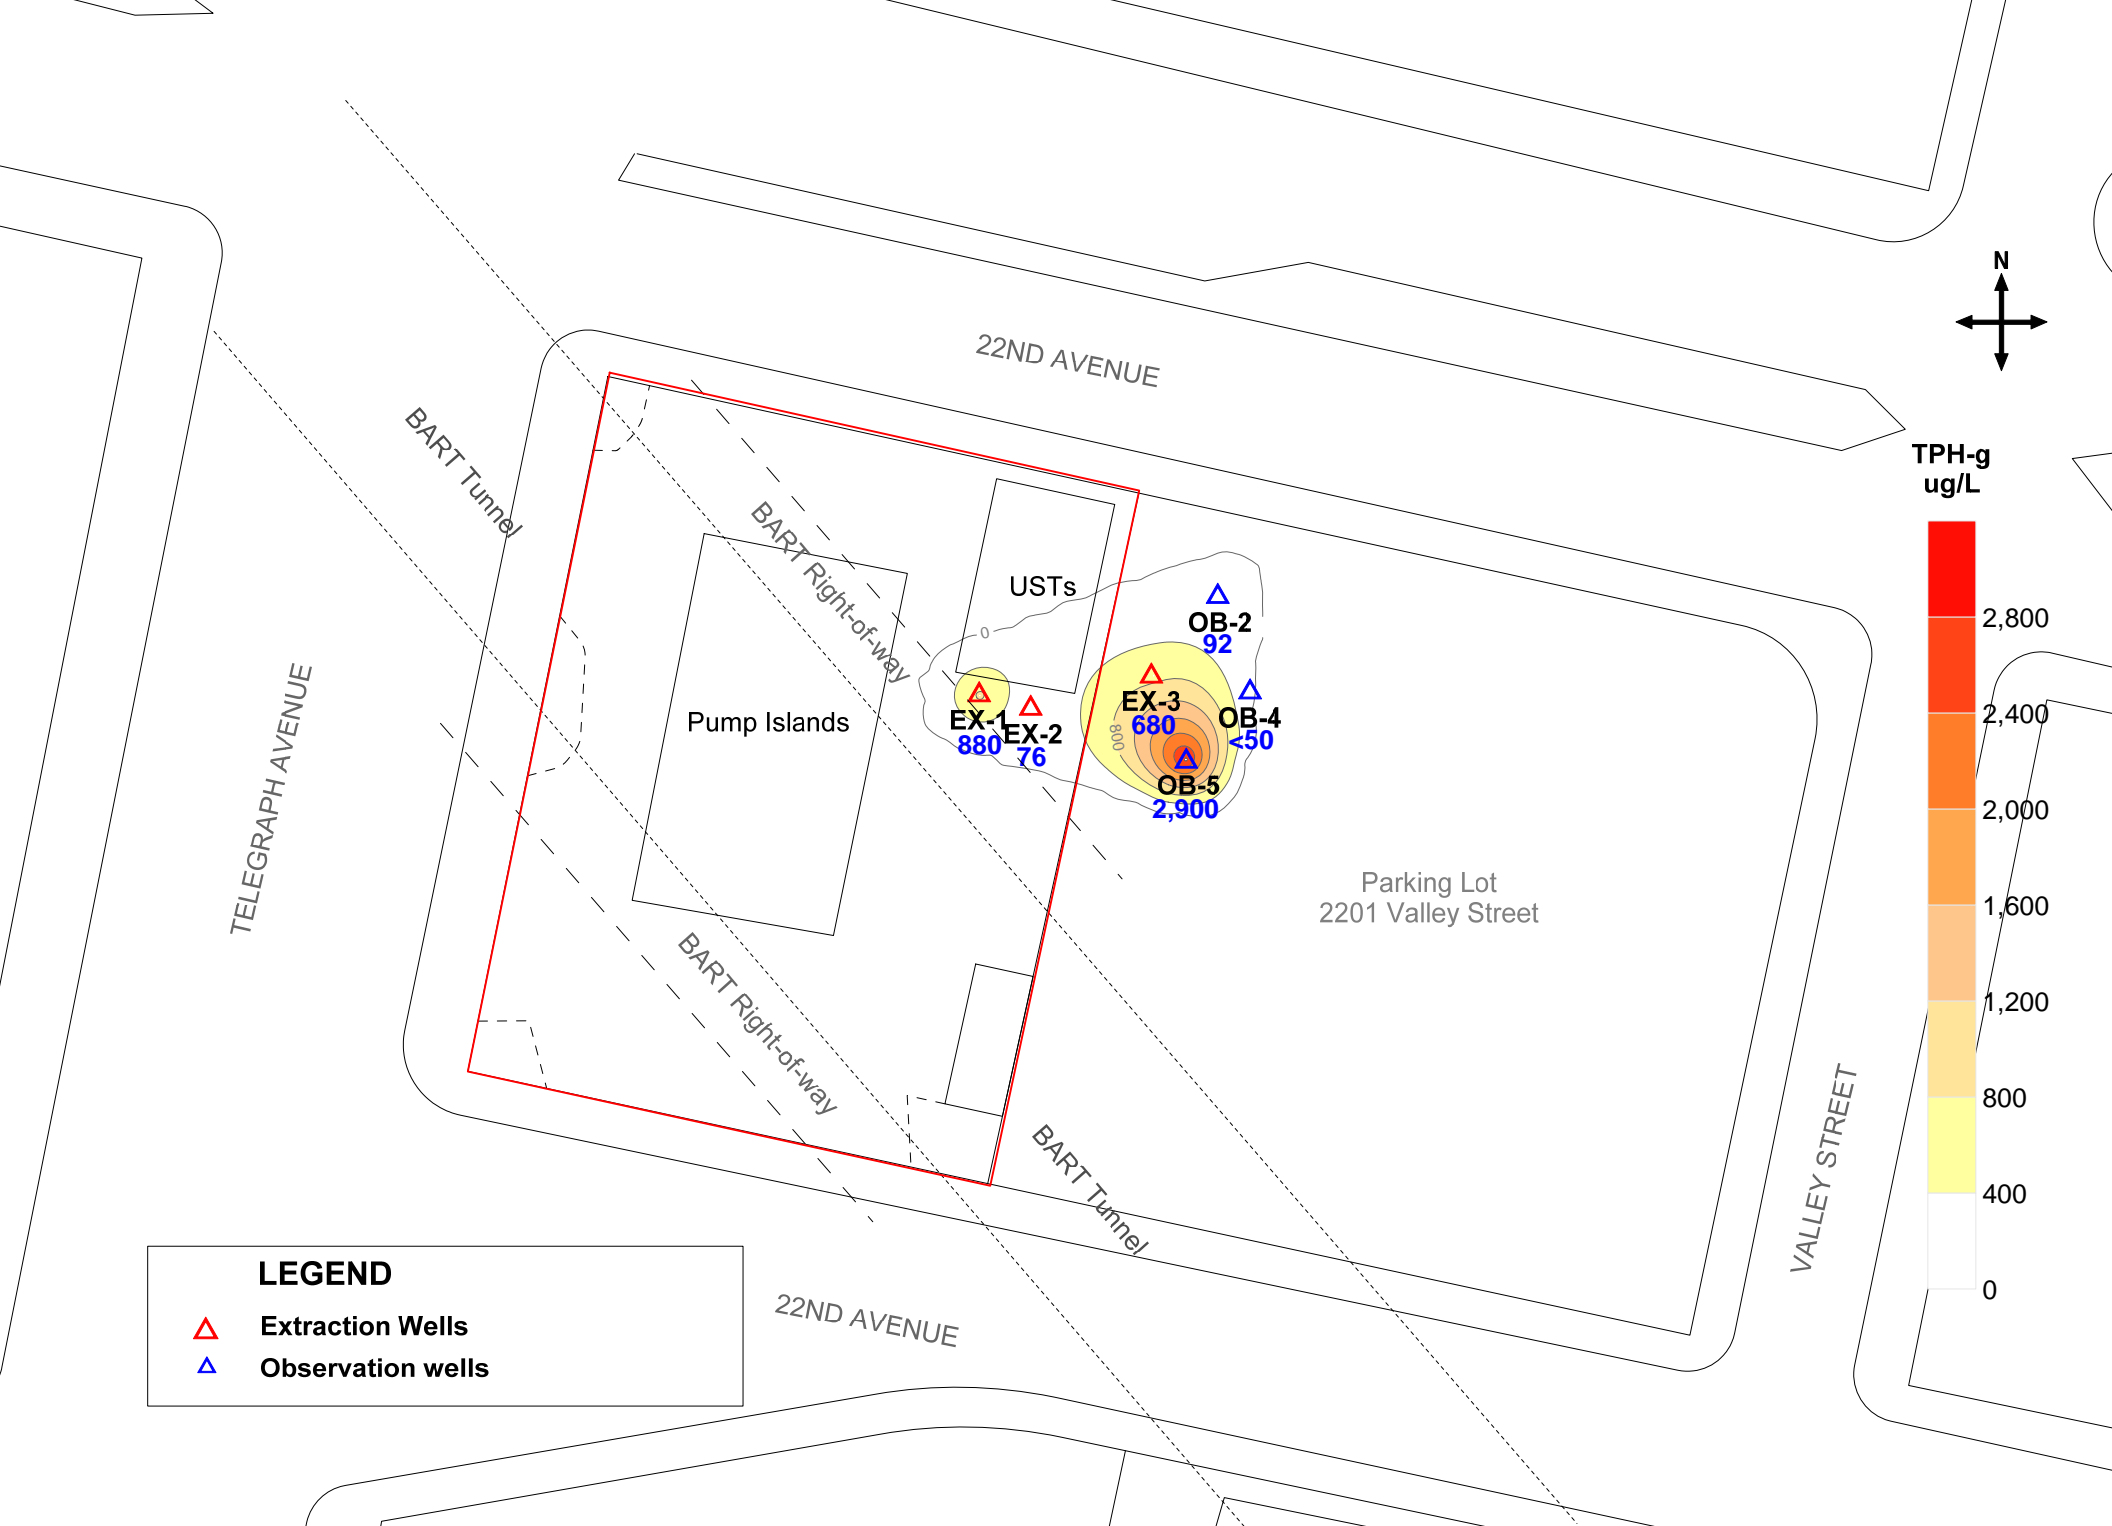 N
22ND AVENUE
BART Tunnel
TPH-g
ug/L
BART Right-of-way
USTs
0
OB-2
92
2,800
TELEGRAPH AVENUE
Pump Islands
EX-1
880
EX-2
76
EX-3
680
800
OB-4
<50
OB-5
2,900
2,400
2,000
1,600
1,200
800
400
0
Parking Lot
2201 Valley Street
BART Right-of-way
BART Tunnel
VALLEY STREET
22ND AVENUE
LEGEND
Extraction Wells
Observation wells